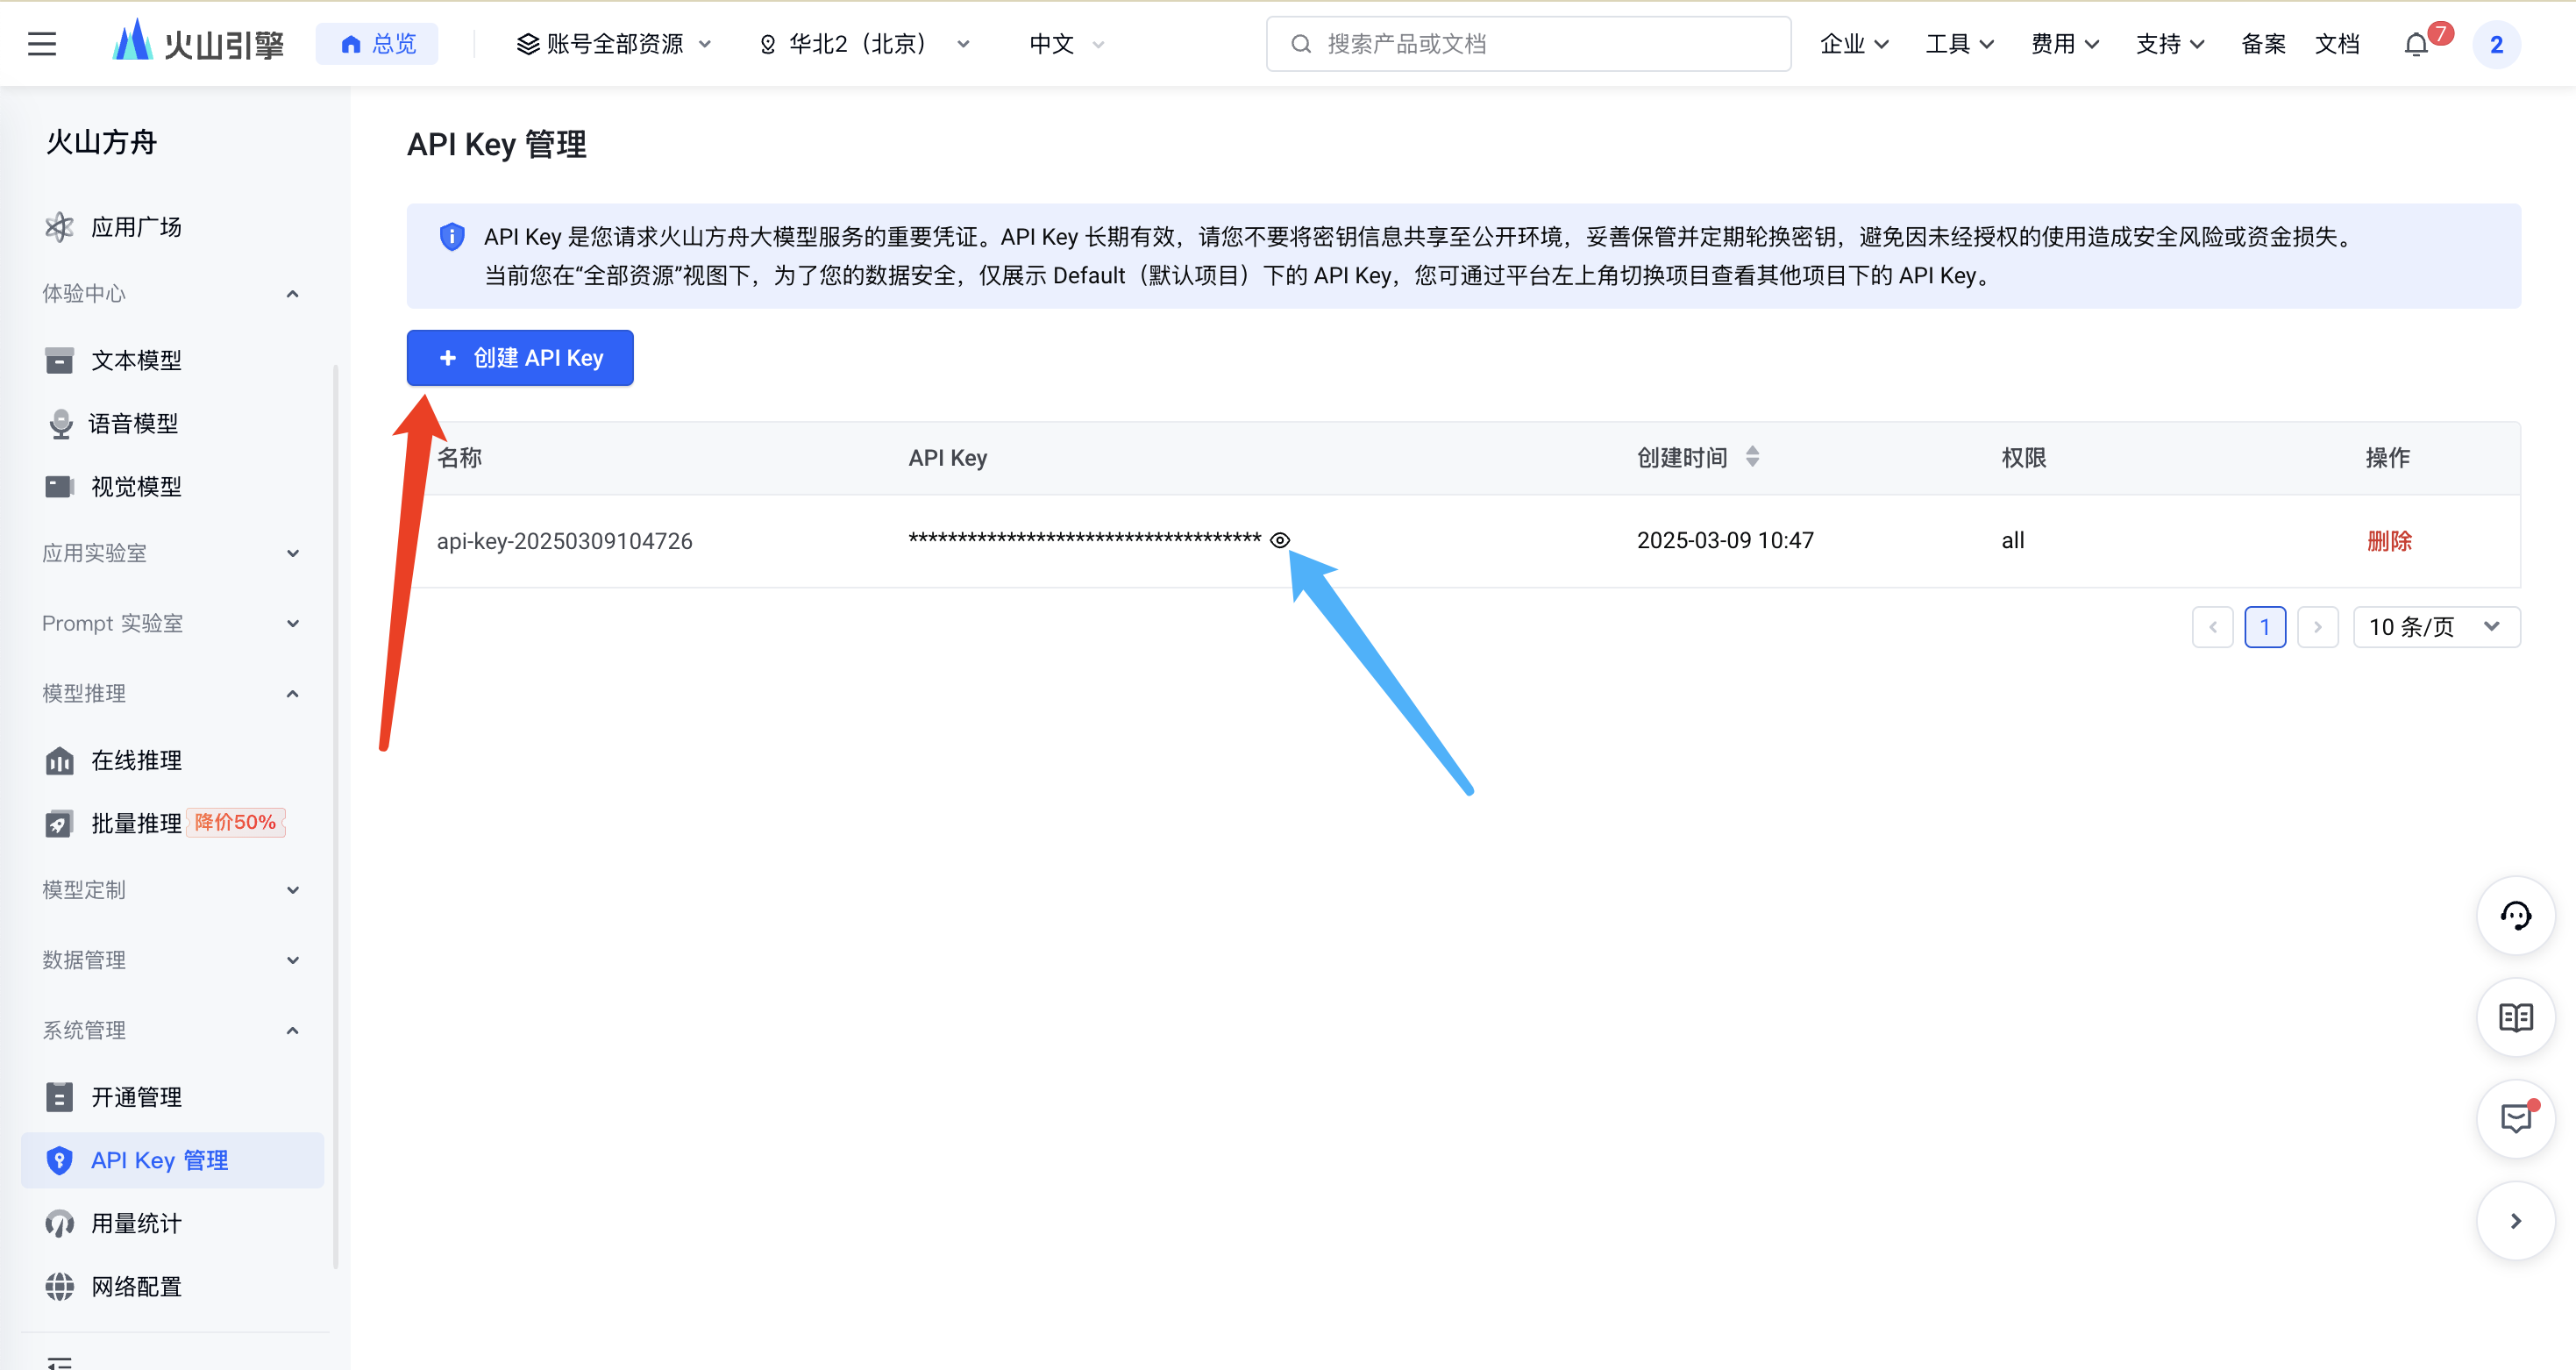 火山引擎 总览 账号全部资源 华北2（北京） 中文 搜索产品或文档 企业 工具 费用 支持 备案 文档 7 2
火山方舟
应用广场
体验中心
文本模型
语音模型
视觉模型
应用实验室
Prompt 实验室
模型推理
在线推理
批量推理 降价50%
模型定制
数据管理
系统管理
开通管理
API Key 管理
用量统计
网络配置
API Key 管理
API Key 是您请求火山方舟大模型服务的重要凭证。API Key 长期有效，请您不要将密钥信息共享至公开环境，妥善保管并定期轮换密钥，避免因未经授权的使用造成安全风险或资金损失。
当前您在“全部资源”视图下，为了您的数据安全，仅展示 Default（默认项目）下的 API Key，您可通过平台左上角切换项目查看其他项目下的 API Key。
+ 创建 API Key
名称 API Key 创建时间 权限 操作
api-key-20250309104726 ************************************ 2025-03-09 10:47 all 删除
1 10 条/页